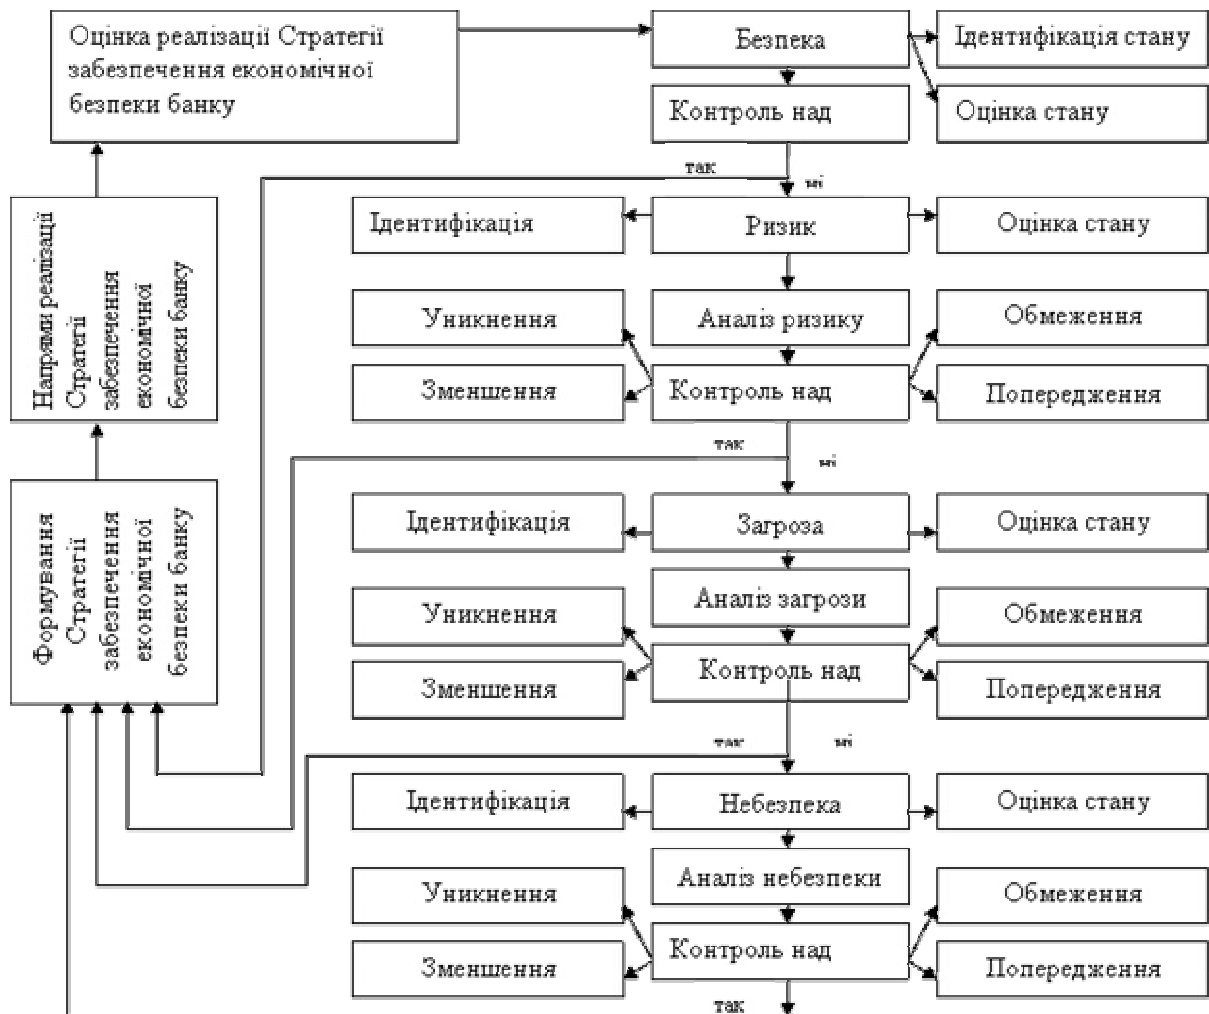 Оцінка реалізації Стратегії
забезпечення економічної
безпеки банку
Безпека
Ідентифікація стану
Контроль над
Оцінка стану
так
ні
Напрями реалізації
Стратегії
забезпечення
економічної
безпеки банку
Ідентифікація
Ризик
Оцінка стану
Уникнення
Аналіз ризику
Обмеження
Зменшення
Контроль над
Попередження
так
ні
Формування
Стратегії
забезпечення
економічної
безпеки банку
Ідентифікація
Загроза
Оцінка стану
Аналіз загрози
Уникнення
Обмеження
Контроль над
Зменшення
Попередження
так
ні
Ідентифікація
Небезпека
Оцінка стану
Аналіз небезпеки
Уникнення
Обмеження
Контроль над
Зменшення
Попередження
так